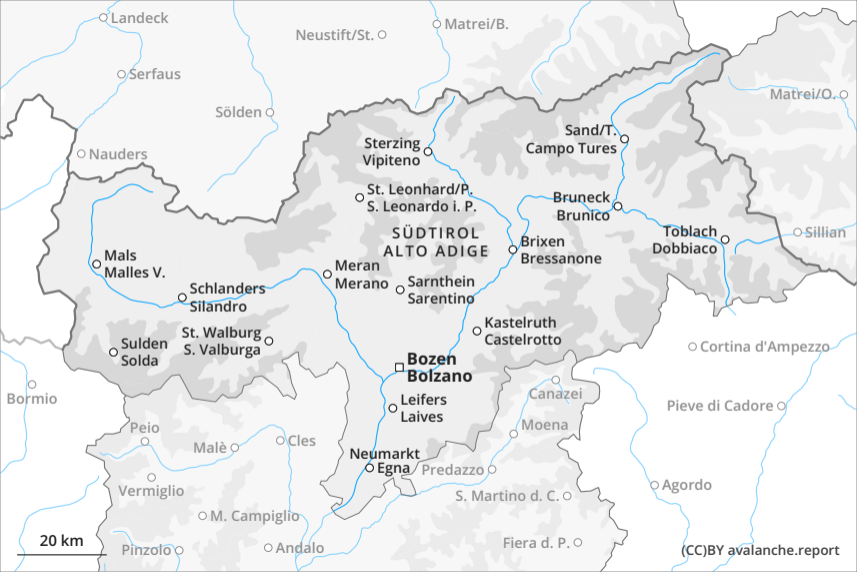 Landeck
Matrei/B.
Neustift/St.
Serfaus
Matrei/O.
Sölden
Sand/T.
Campo Tures
Sterzing
Vipiteno
Nauders
St. Leonhard/P.
S. Leonardo i. P.
Bruneck
Brunico
SÜDTIROL
ALTO ADIGE
Toblach
Dobbiaco
Sillian
Brixen
Bressanone
Mals
Malles V.
Meran
Merano
Sarnthein
Sarentino
Schlanders
Silandro
Kastelruth
Castelrotto
St. Walburg
S. Valburga
Sulden
Solda
Cortina d'Ampezzo
Bozen
Bolzano
Bormio
Canazei
Leifers
Laives
Pieve di Cadore
Peio
Moena
Malè
Cles
Neumarkt
Egna
Predazzo
Vermiglio
Agordo
S. Martino d. C.
M. Campiglio
20 km
Pinzolo
Andalo
Fiera d. P.
(CC)BY avalanche.report